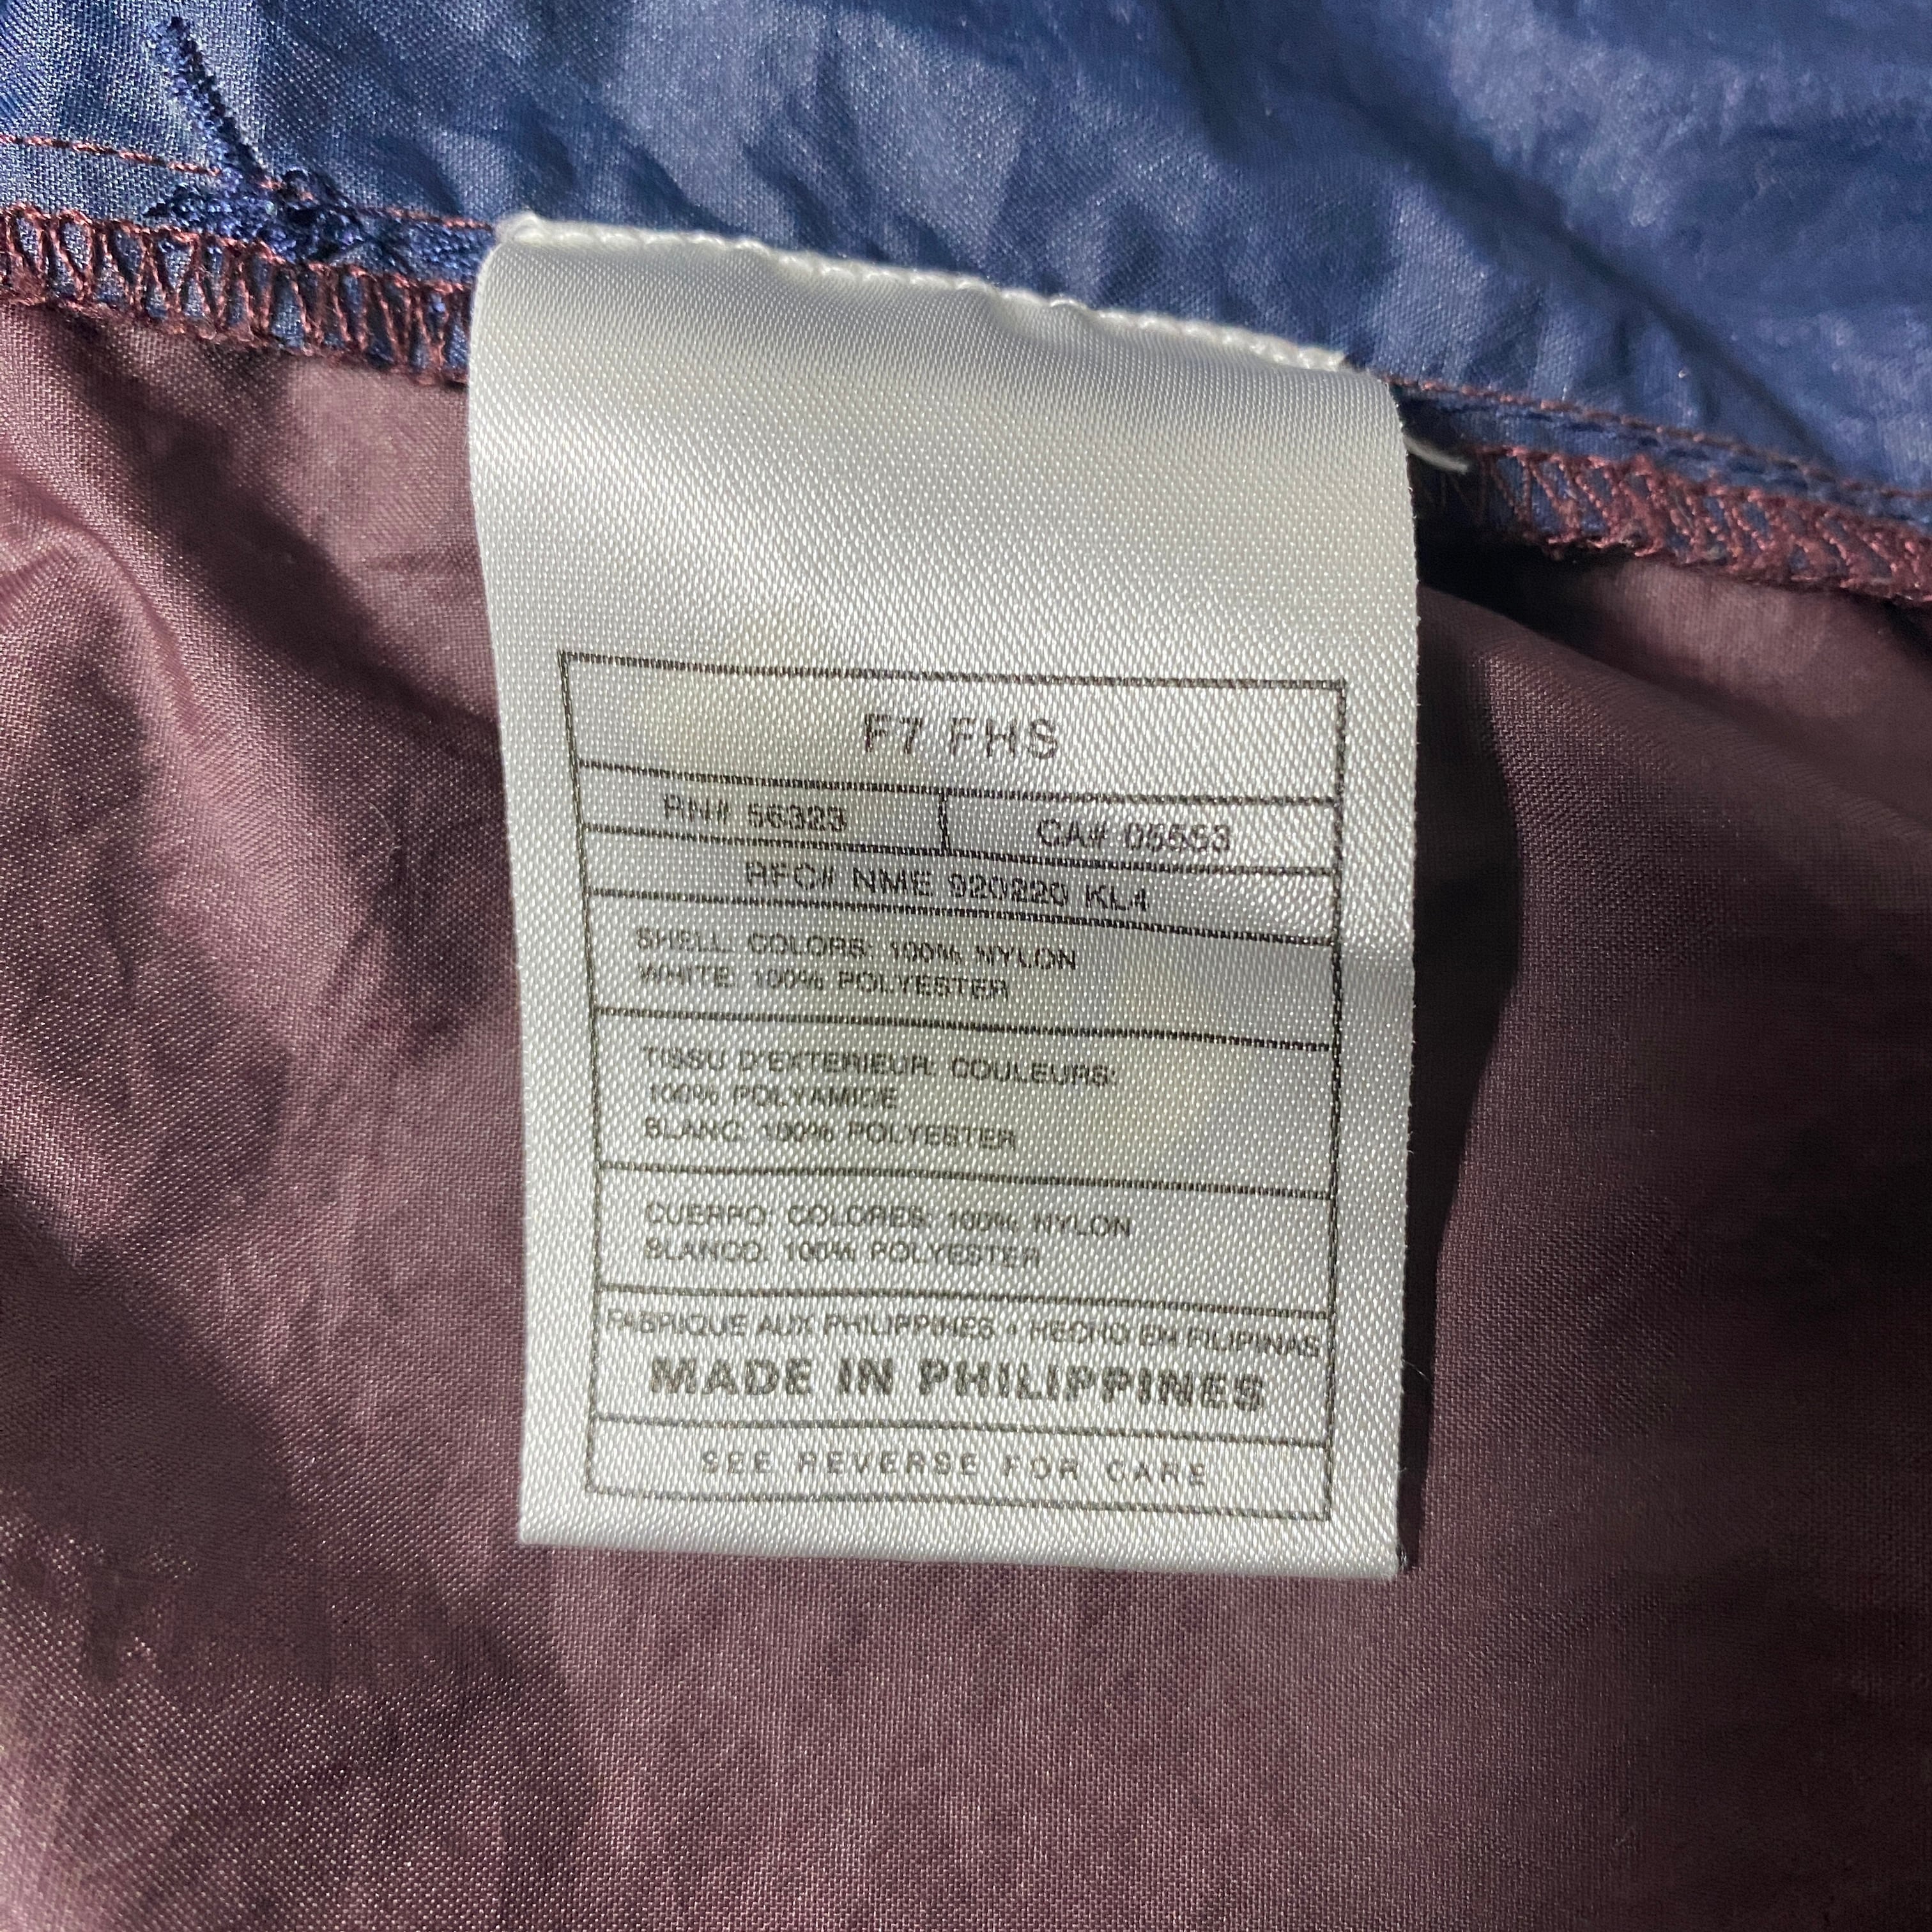 F7 FHS
RN# 56323 CA# 05553
RFC# NME 920220 KL4
SHELL: COLORS: 100% NYLON
WHITE: 100% POLYESTER
TISSU D'EXTERIEUR: COULEURS:
100% POLYAMIDE
BLANC: 100% POLYESTER
CUERPO: COLORES: 100% NYLON
BLANCO: 100% POLYESTER
FABRIQUE AUX PHILIPPINES • HECHO EN FILIPINAS
MADE IN PHILIPPINES
SEE REVERSE FOR CARE